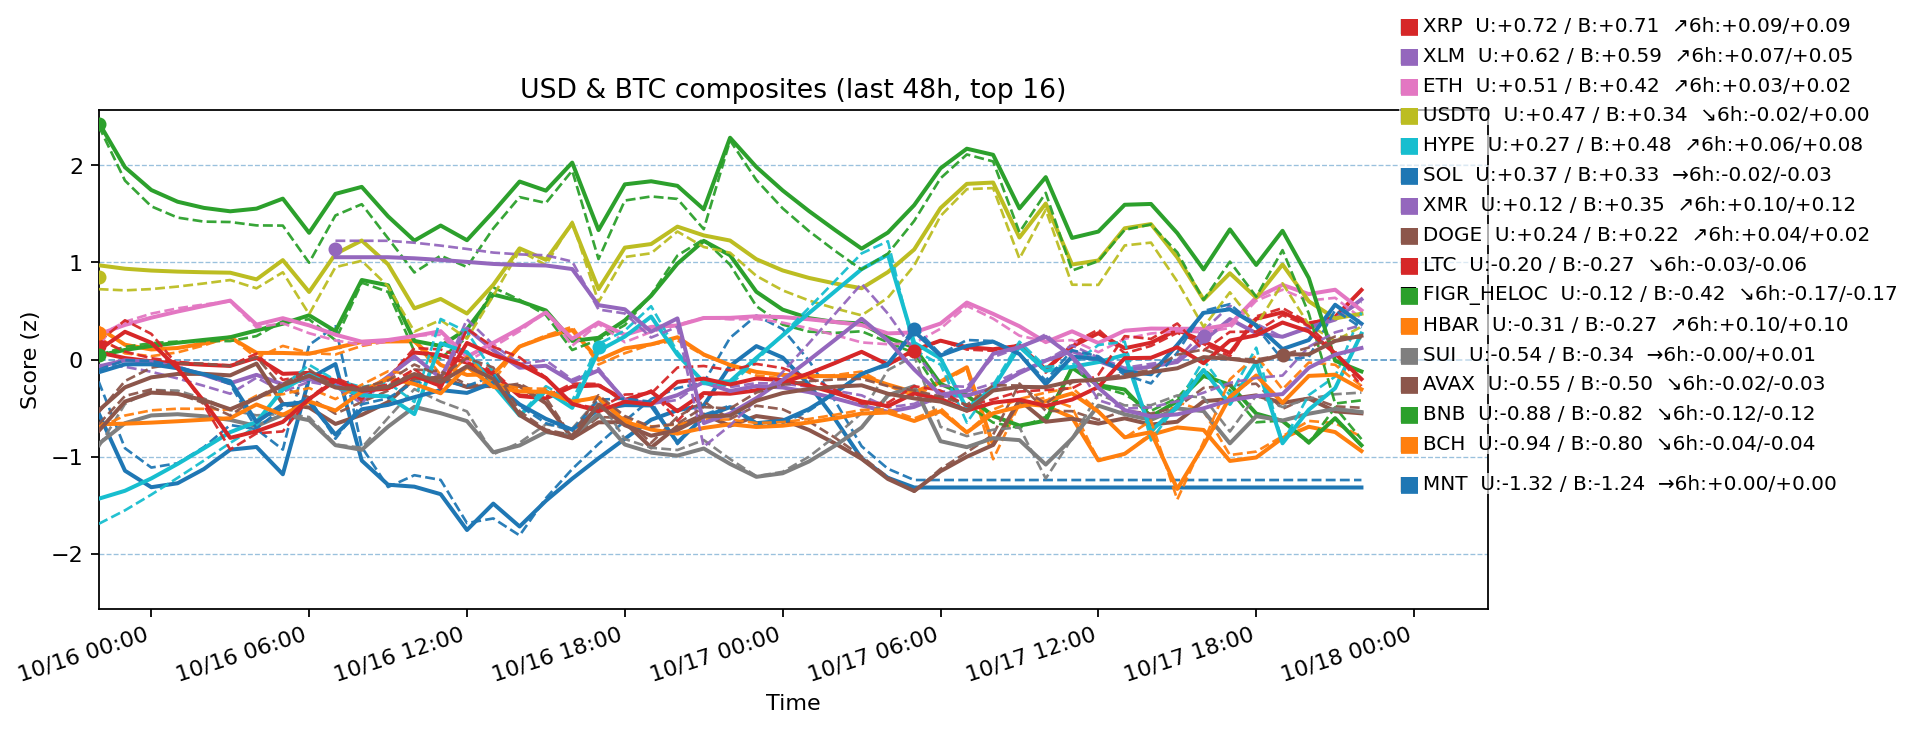 USD & BTC composites (last 48h, top 16)
XRP U:+0.72 / B:+0.71 ↗6h:+0.09/+0.09
XLM U:+0.62 / B:+0.59 ↗6h:+0.07/+0.05
ETH U:+0.51 / B:+0.42 ↗6h:+0.03/+0.02
USDT0 U:+0.47 / B:+0.34 ↘6h:-0.02/+0.00
HYPE U:+0.27 / B:+0.48 ↗6h:+0.06/+0.08
SOL U:+0.37 / B:+0.33 →6h:-0.02/-0.03
XMR U:+0.12 / B:+0.35 ↗6h:+0.10/+0.12
DOGE U:+0.24 / B:+0.22 ↗6h:+0.04/+0.02
LTC U:-0.20 / B:-0.27 ↘6h:-0.03/-0.06
FIGR_HELOC U:-0.12 / B:-0.42 ↘6h:-0.17/-0.17
HBAR U:-0.31 / B:-0.27 ↗6h:+0.10/+0.10
SUI U:-0.54 / B:-0.34 →6h:-0.00/+0.01
AVAX U:-0.55 / B:-0.50 ↘6h:-0.02/-0.03
BNB U:-0.88 / B:-0.82 ↘6h:-0.12/-0.12
BCH U:-0.94 / B:-0.80 ↘6h:-0.04/-0.04
MNT U:-1.32 / B:-1.24 →6h:+0.00/+0.00
Score (z)
2
1
0
−1
−2
10/16 00:00
10/16 06:00
10/16 12:00
10/16 18:00
10/17 00:00
10/17 06:00
10/17 12:00
10/17 18:00
10/18 00:00
Time